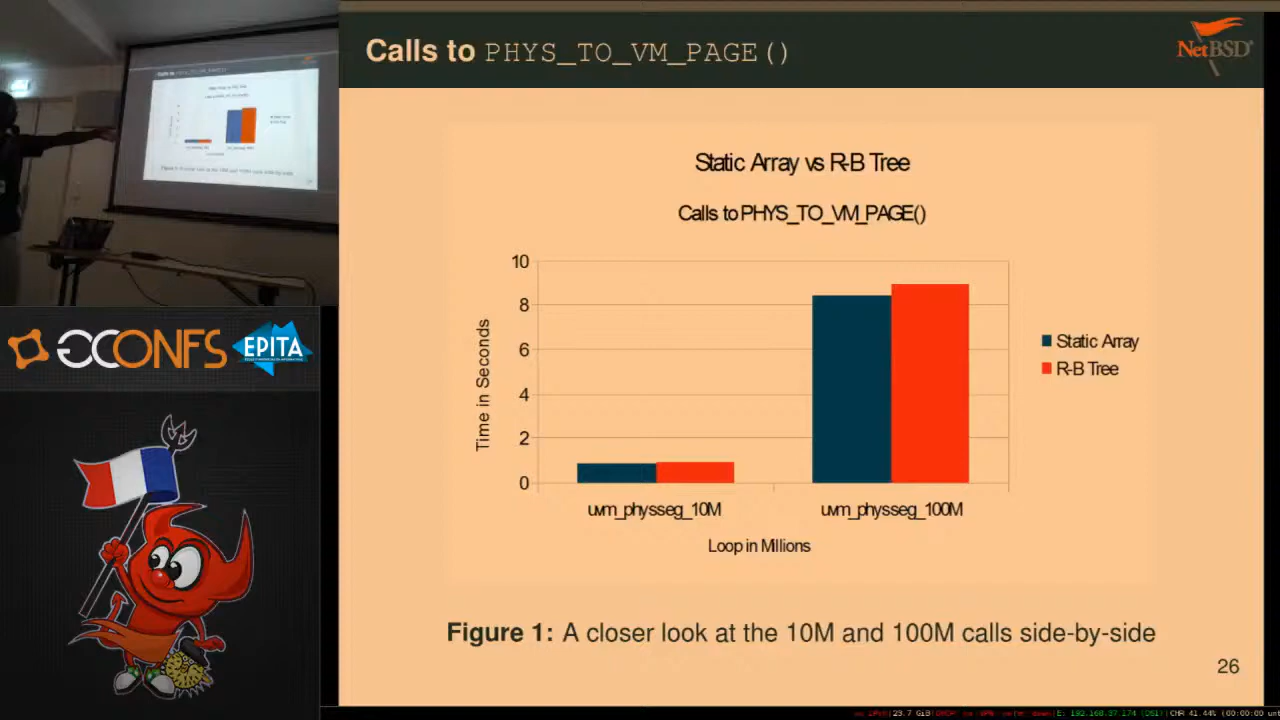 Calls to PHYS_TO_VM_PAGE()
NetBSD®
Static Array vs R-B Tree
Calls to PHYS_TO_VM_PAGE()
Time in Seconds
10
8
6
4
2
0
Static Array
R-B Tree
uvm_physseg_10M
uvm_physseg_100M
Loop in Millions
Figure 1: A closer look at the 10M and 100M calls side-by-side
26
GCONFS
EPITA